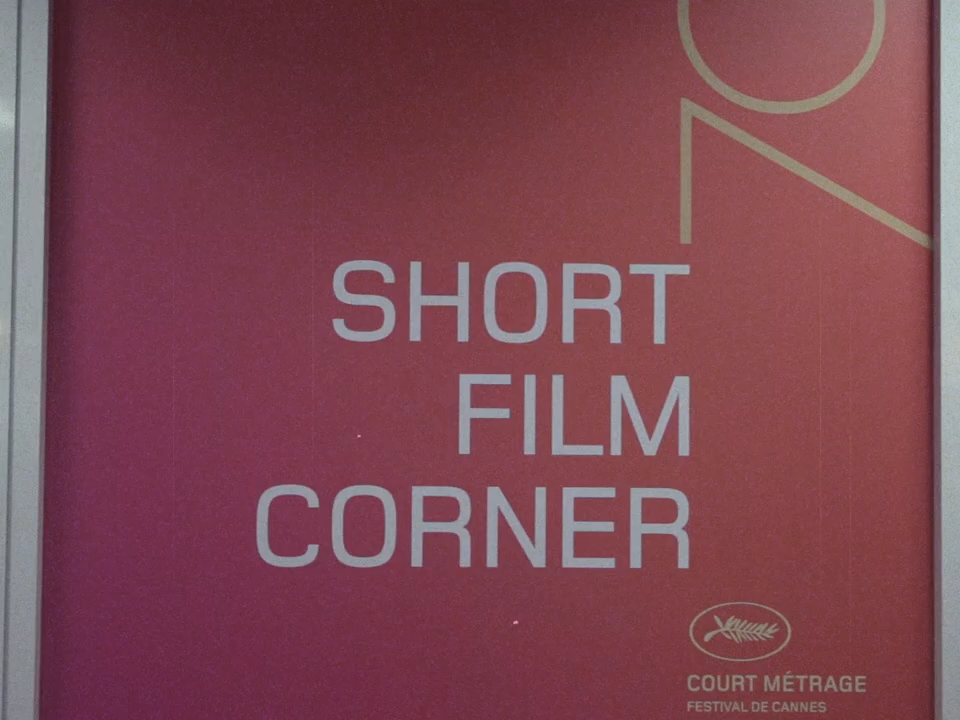 70
SHORT
FILM
CORNER
COURT MÉTRAGE
FESTIVAL DE CANNES